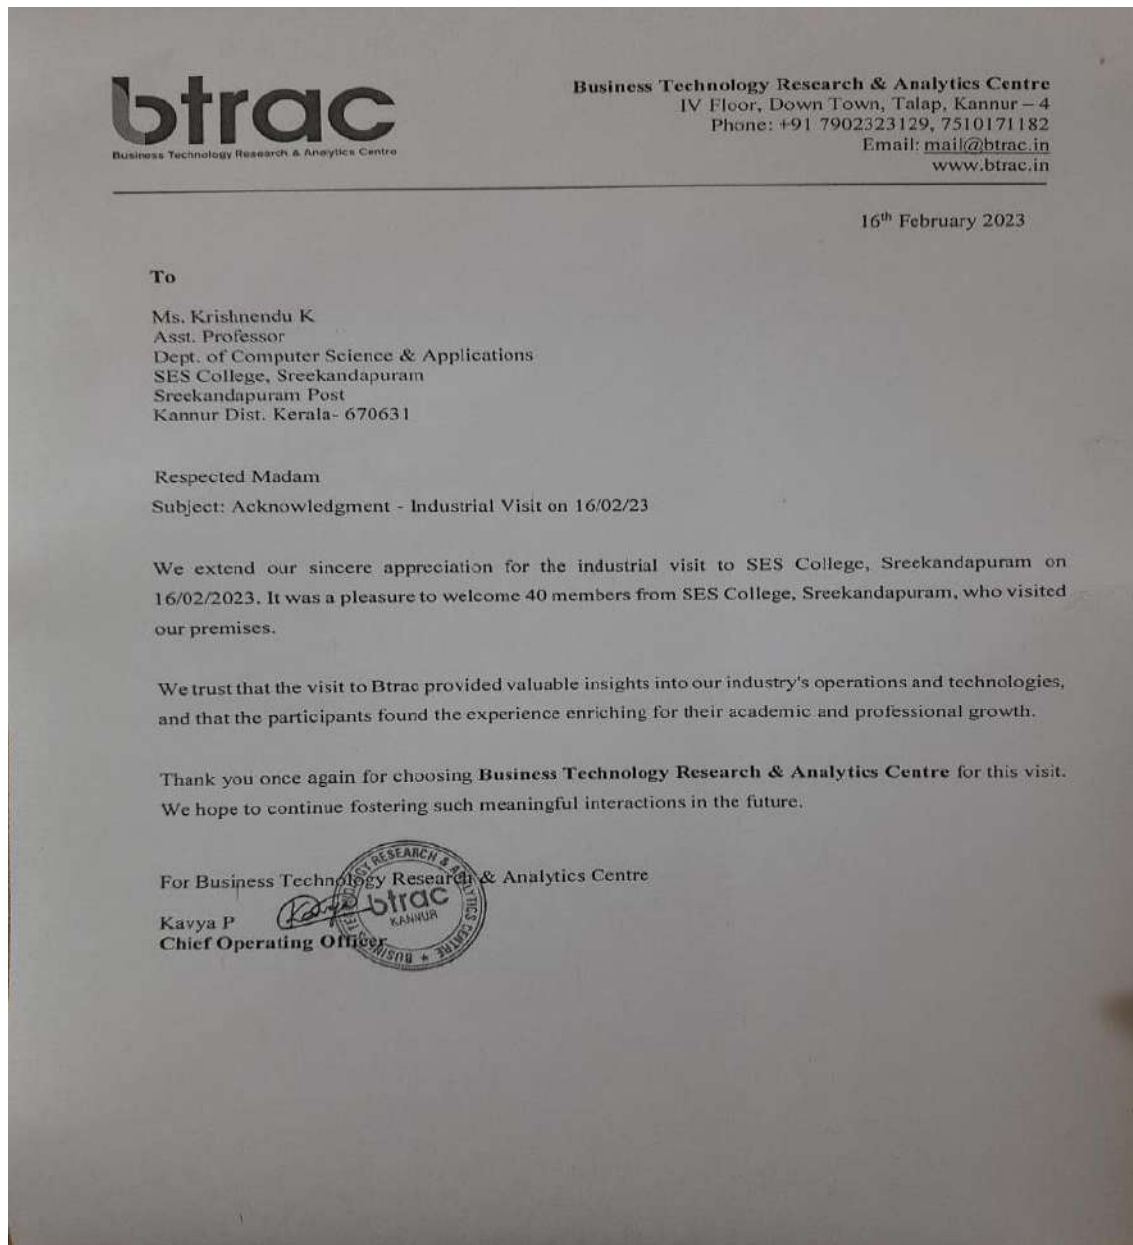 btrac
Business Technology Research & Analytics Centre
Business Technology Research & Analytics Centre
IV Floor, Down Town, Talap, Kannur – 4
Phone: +91 7902323129, 7510171182
Email: mail@btrac.in
www.btrac.in
16th February 2023
To
Ms. Krishnendu K
Asst. Professor
Dept. of Computer Science & Applications
SES College, Sreekandapuram
Sreekandapuram Post
Kannur Dist. Kerala- 670631
Respected Madam
Subject: Acknowledgment - Industrial Visit on 16/02/23
We extend our sincere appreciation for the industrial visit to SES College, Sreekandapuram on
16/02/2023. It was a pleasure to welcome 40 members from SES College, Sreekandapuram, who visited
our premises.
We trust that the visit to Btrac provided valuable insights into our industry's operations and technologies,
and that the participants found the experience enriching for their academic and professional growth.
Thank you once again for choosing Business Technology Research & Analytics Centre for this visit.
We hope to continue fostering such meaningful interactions in the future.
For Business Technology Research & Analytics Centre
Kavya P
Chief Operating Officer
BUSINESS TECHNOLOGY RESEARCH & ANALYTICS CENTRE
btrac
KANNUR